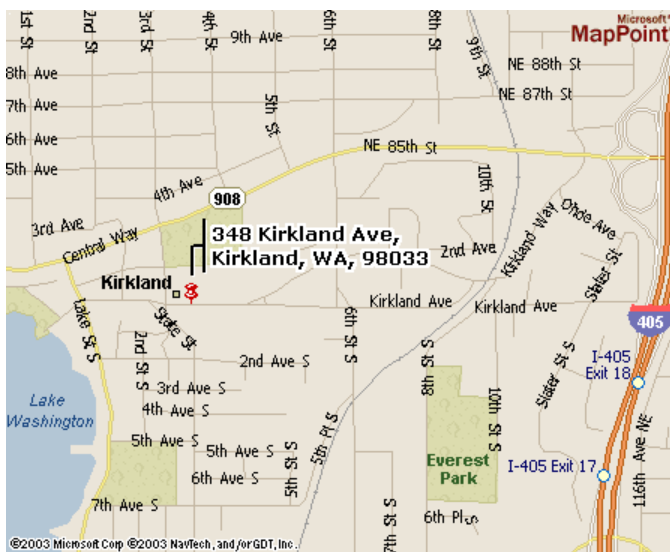 Microsoft®
MapPoint®
1st St
2nd St
3rd St
4th St
9th Ave
6th St
8th St
9th St
NE 88th St
NE 87th St
8th Ave
7th Ave
5th St
6th Ave
5th Ave
NE 85th St
4th Ave
908
10th St
3rd Ave
Central Way
348 Kirkland Ave,
Kirkland, WA, 98033
2nd Ave
Kirkland Way
Ohde Ave
Slater St
Kirkland
Kirkland Ave
Kirkland Ave
405
Lake St S
State St
2nd St S
6th St S
2nd Ave S
8th St S
10th St S
Slater St S
I-405
Exit 18
Lake
Washington
3rd Ave S
4th Ave S
5th Ave S
5th Ave S
6th Ave S
5th St S
5th Pl S
Everest
Park
I-405 Exit 17
116th Ave NE
7th Ave S
7th St S
6th Pl S
©2003 Microsoft Corp ©2003 NavTech, and/or GDT, Inc.